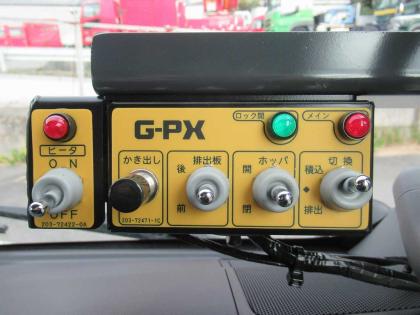 ヒータ
ON
OFF
203-72422-0A
G-PX
ロック開
メイン
かき出し
排出板
ホッパ
切換
後
開
積込
前
閉
排出
203-72471-1C